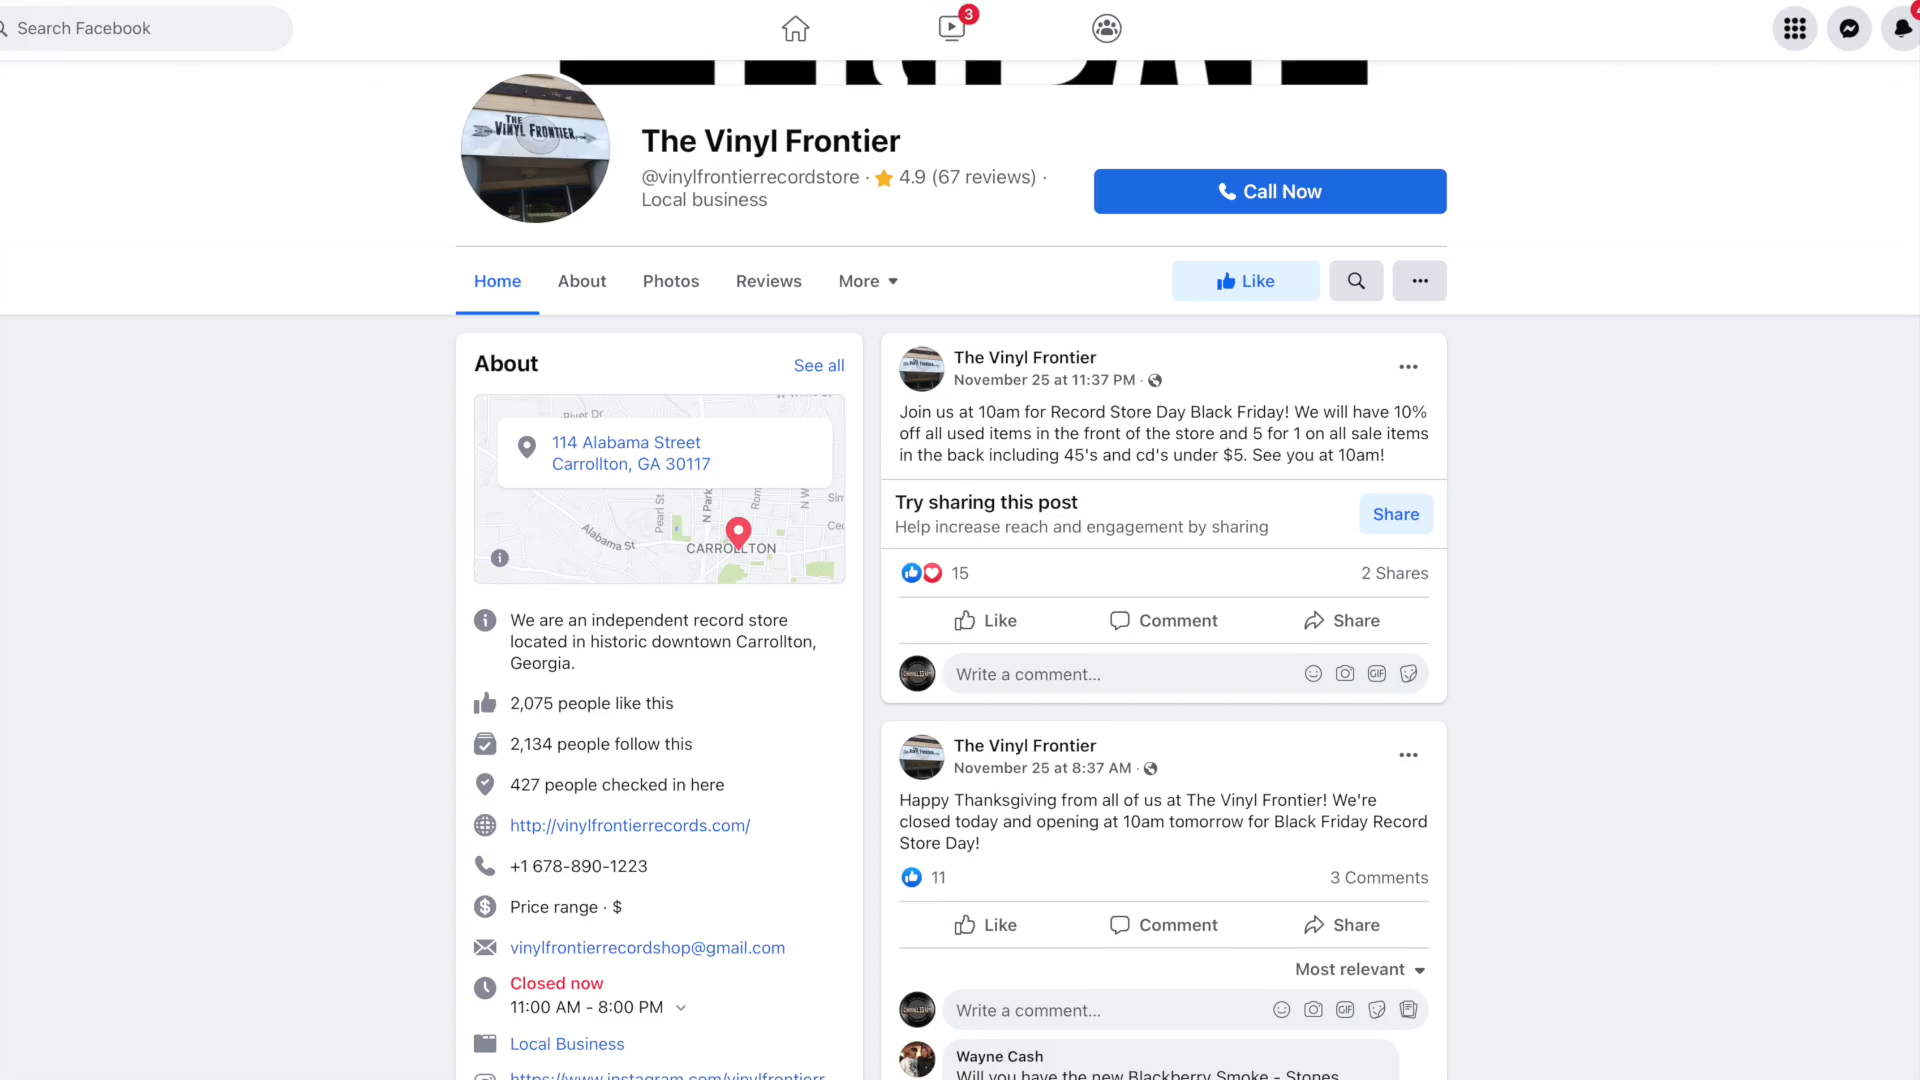 Search Facebook
3
THE
VINYL FRONTIER
The Vinyl Frontier
@vinylfrontierrecordstore · 4.9 (67 reviews) ·
Local business
Call Now
Home About Photos Reviews More
Like
About
See all
River Dr
114 Alabama Street
Carrollton, GA 30117
Pearl St
N Park
Rom
N W
Sim
Alabama St
Ced
CARROLLTON
We are an independent record store
located in historic downtown Carrollton,
Georgia.
2,075 people like this
2,134 people follow this
427 people checked in here
http://vinylfrontierrecords.com/
+1 678-890-1223
Price range · $
vinylfrontierrecordshop@gmail.com
Closed now
11:00 AM - 8:00 PM
Local Business
https://www.instagram.com/vinylfrontierr
The Vinyl Frontier
November 25 at 11:37 PM ·
Join us at 10am for Record Store Day Black Friday! We will have 10%
off all used items in the front of the store and 5 for 1 on all sale items
in the back including 45's and cd's under $5. See you at 10am!
Try sharing this post
Help increase reach and engagement by sharing
Share
15
2 Shares
Like Comment Share
Write a comment...
GIF
The Vinyl Frontier
November 25 at 8:37 AM ·
Happy Thanksgiving from all of us at The Vinyl Frontier! We're
closed today and opening at 10am tomorrow for Black Friday Record
Store Day!
11
3 Comments
Like Comment Share
Most relevant
Write a comment...
GIF
Wayne Cash
Will you have the new Blackberry Smoke - Stones